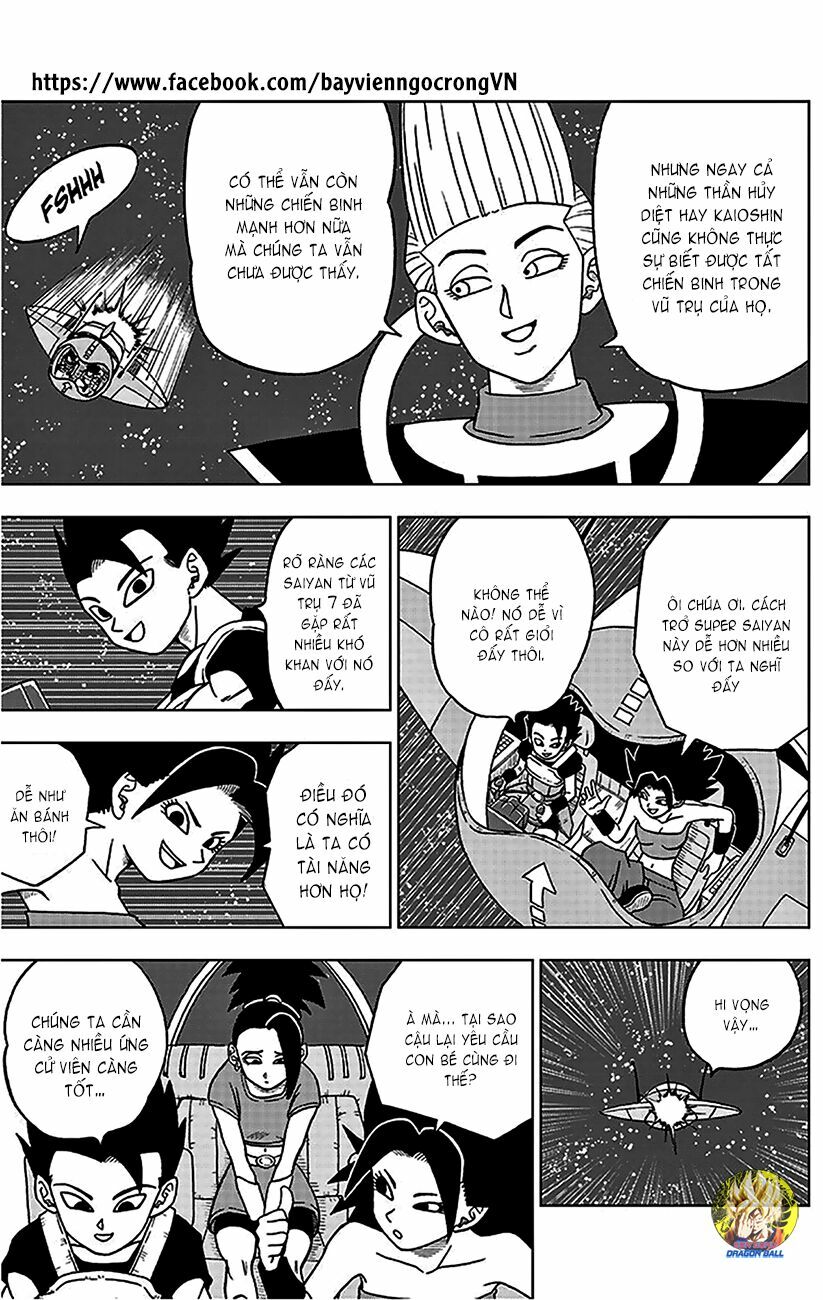 https://www.facebook.com/bayvienngocrongVN
NHƯNG NGAY CẢ
NHỮNG THẦN HỦY
DIỆT HAY KAIOSHIN
CŨNG KHÔNG THỰC
SỰ BIẾT ĐƯỢC TẤT
CHIẾN BINH TRONG
VŨ TRỤ CỦA HỌ.
CÓ THỂ VẪN CÒN
NHỮNG CHIẾN BINH
MẠNH HƠN NỮA
MÀ CHÚNG TA VẪN
CHƯA ĐƯỢC THẤY.
FSHHH
ÔI CHÚA ƠI. CÁCH
TRỞ SUPER SAIYAN
NÀY DỄ HƠN NHIỀU
SO VỚI TA NGHĨ
ĐẤY
KHÔNG THỂ
NÀO! NÓ DỄ VÌ
CÔ RẤT GIỎI
ĐẤY THÔI.
RÕ RÀNG CÁC
SAIYAN TỪ VŨ
TRỤ 7 ĐÃ
GẶP RẤT
NHIỀU KHÓ
KHAN VỚI NÓ
ĐẤY.
ĐIỀU ĐÓ
CÓ NGHĨA
LÀ TA CÓ
TÀI NĂNG
HƠN HỌ!
DỄ NHƯ
ĂN BÁNH
THÔI!
HI VỌNG
VẬY...
À MÀ... TẠI SAO
CẬU LẠI YÊU CẦU
CON BÉ CÙNG ĐI
THẾ?
CHÚNG TA CẦN
CÀNG NHIỀU ỨNG
CỬ VIÊN CÀNG
TỐT...
DRAGON BALL